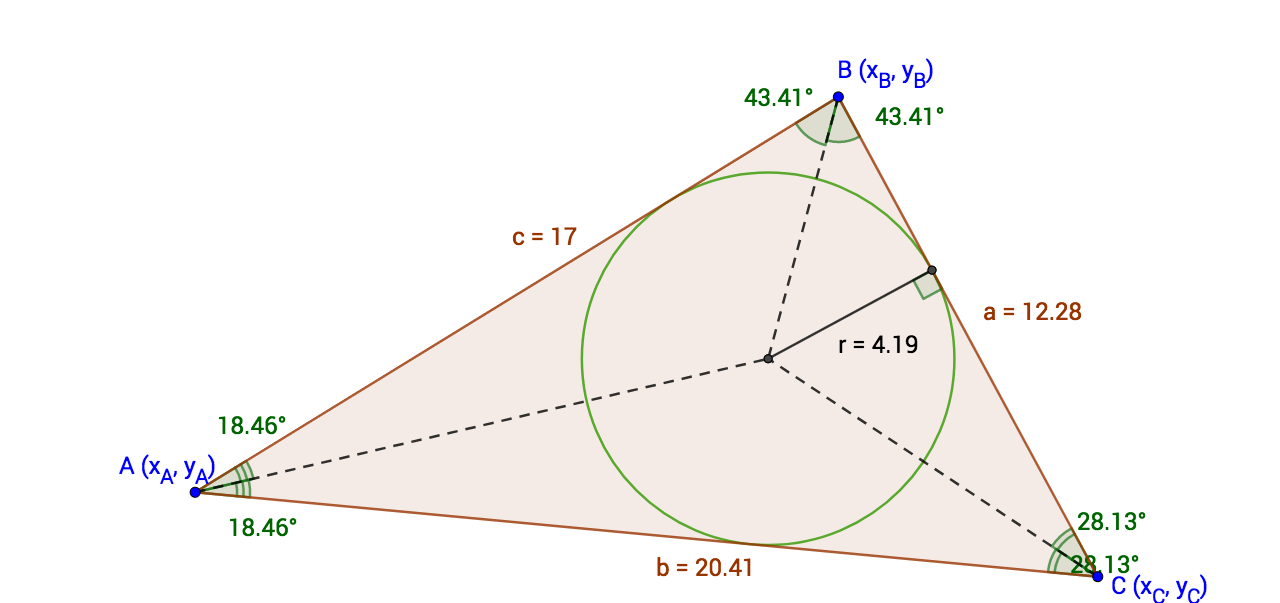 B (x_B, y_B)
43.41°
43.41°
c = 17
a = 12.28
r = 4.19
18.46°
A (x_A, y_A)
18.46°
28.13°
28.13°
b = 20.41
C (x_C, y_C)